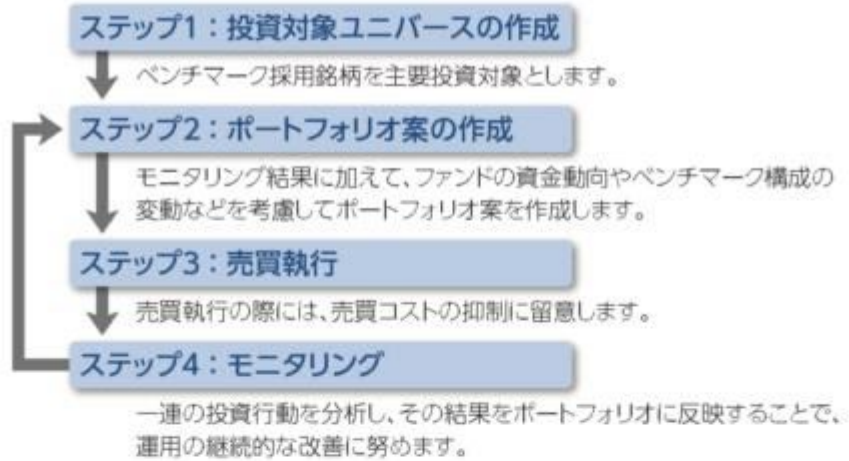 ステップ1：投資対象ユニバースの作成
ベンチマーク採用銘柄を主要投資対象とします。
ステップ2：ポートフォリオ案の作成
モニタリング結果に加えて、ファンドの資金動向やベンチマーク構成の
変動などを考慮してポートフォリオ案を作成します。
ステップ3：売買執行
売買執行の際には、売買コストの抑制に留意します。
ステップ4：モニタリング
一連の投資行動を分析し、その結果をポートフォリオに反映することで、
運用の継続的な改善に努めます。